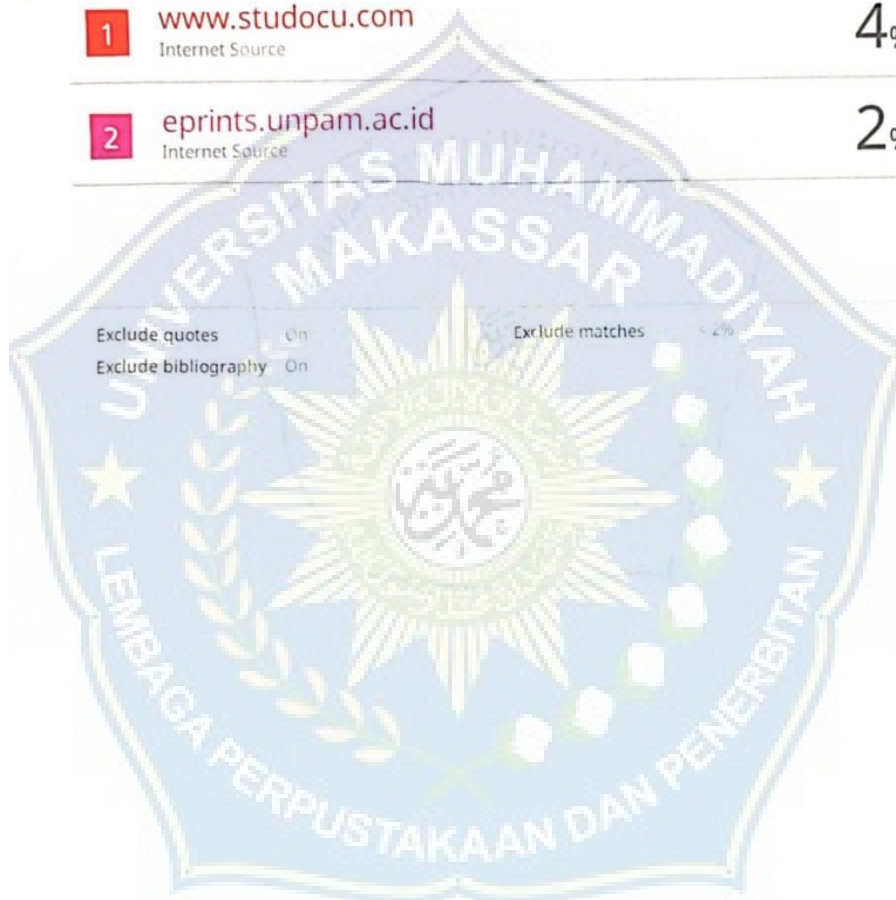 1 www.studocu.com 4%
Internet Source
2 eprints.unpam.ac.id 2%
Internet Source
UNIVERSITAS MUHAMMADIYAH
MAKASSAR
Exclude quotes On Exclude matches < 2%
Exclude bibliography On
LEMBAGA PERPUSTAKAAN DAN PENERBITAN